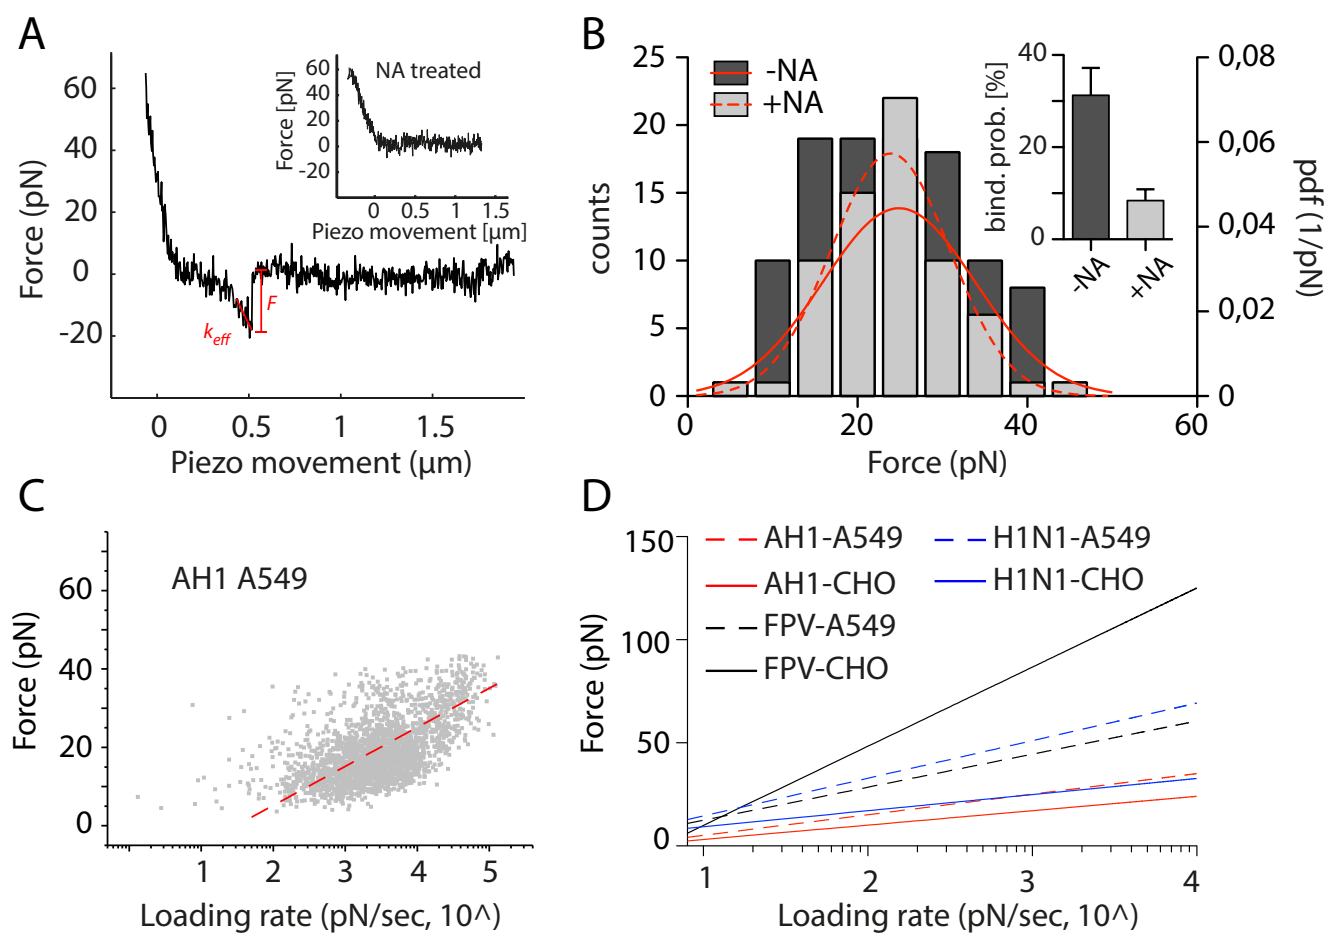 A
60
40
20
0
-20
Force (pN)
0
0.5
1
1.5
Piezo movement (µm)
k_eff
F
NA treated
60
40
20
0
-20
Force [pN]
0
0.5
1
1.5
Piezo movement [µm]
B
25
20
15
10
5
0
counts
-NA
+NA
0
20
40
60
Force (pN)
0,08
0,06
0,04
0,02
0
pdf (1/pN)
40
20
0
bind. prob. [%]
-NA
+NA
C
AH1 A549
60
40
20
0
Force (pN)
1
2
3
4
5
Loading rate (pN/sec, 10^)
D
150
100
50
0
Force (pN)
AH1-A549
AH1-CHO
FPV-A549
FPV-CHO
H1N1-A549
H1N1-CHO
1
2
3
4
Loading rate (pN/sec, 10^)